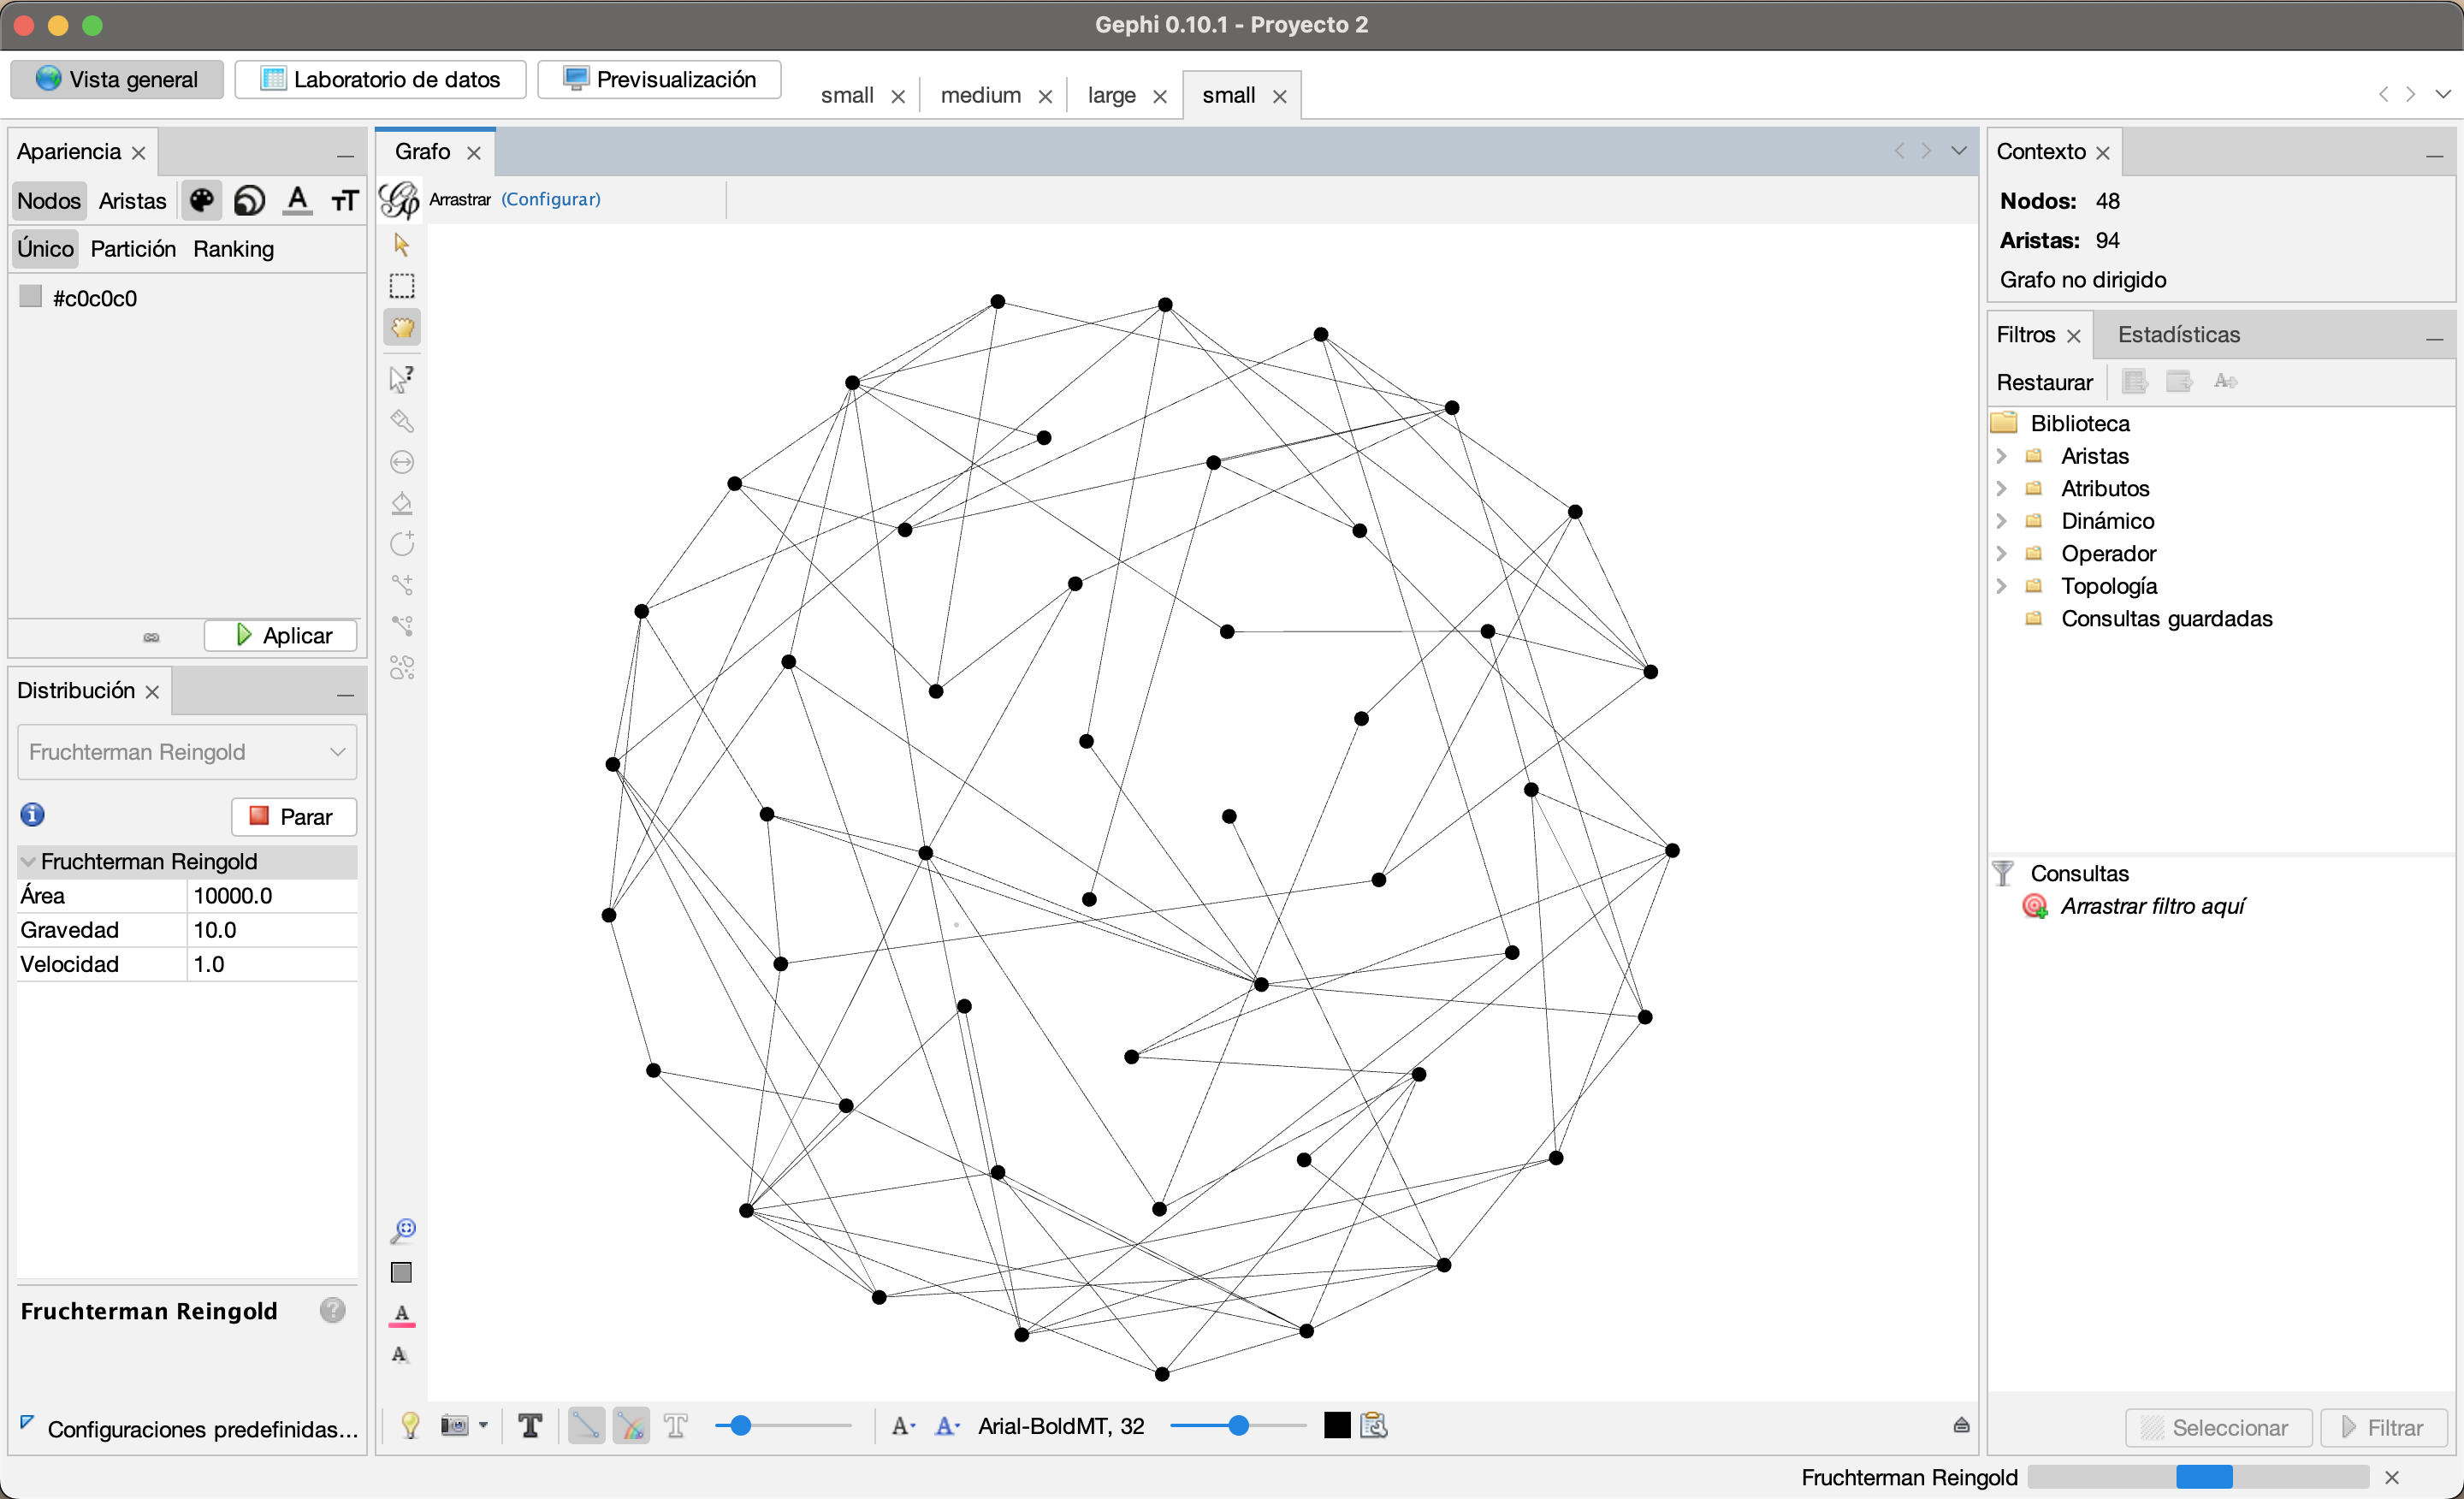 Gephi 0.10.1 - Proyecto 2
Vista general
Laboratorio de datos
Previsualización
small
medium
large
small
Apariencia
Nodos
Aristas
Único
Partición
Ranking
#c0c0c0
Aplicar
Distribución
Fruchterman Reingold
Parar
Fruchterman Reingold
Área 10000.0
Gravedad 10.0
Velocidad 1.0
Fruchterman Reingold
Configuraciones predefinidas...
Grafo
Arrastrar (Configurar)
Arial-BoldMT, 32
Contexto
Nodos: 48
Aristas: 94
Grafo no dirigido
Filtros
Estadísticas
Restaurar
Biblioteca
Aristas
Atributos
Dinámico
Operador
Topología
Consultas guardadas
Consultas
Arrastrar filtro aquí
Seleccionar
Filtrar
Fruchterman Reingold